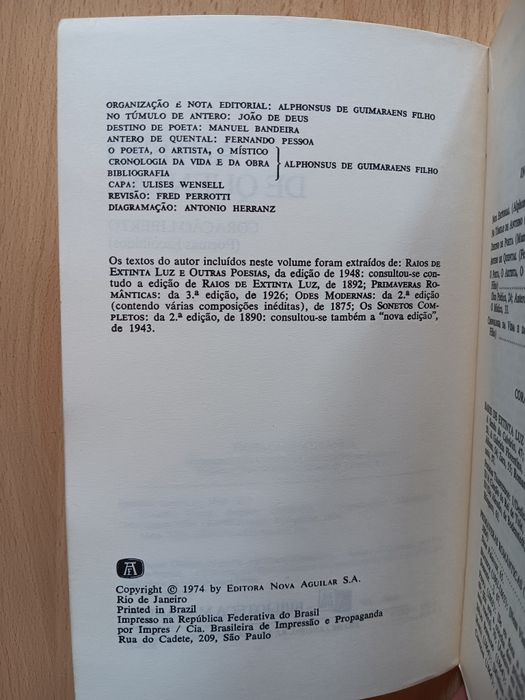 ORGANIZAÇÃO E NOTA EDITORIAL: ALPHONSUS DE GUIMARAENS FILHO
NO TÚMULO DE ANTERO: JOÃO DE DEUS
DESTINO DE POETA: MANUEL BANDEIRA
ANTERO DE QUENTAL: FERNANDO PESSOA
O POETA, O ARTISTA, O MÍSTICO
CRONOLOGIA DA VIDA E DA OBRA } ALPHONSUS DE GUIMARAENS FILHO
BIBLIOGRAFIA
CAPA: ULISES WENSELL
REVISÃO: FRED PERROTTI
DIAGRAMAÇÃO: ANTONIO HERRANZ
Os textos do autor incluídos neste volume foram extraídos de: RAIOS DE
EXTINTA LUZ E OUTRAS POESIAS, da edição de 1948: consultou-se con-
tudo a edição de RAIOS DE EXTINTA LUZ, de 1892; PRIMAVERAS RO-
MÂNTICAS: da 3.ª edição, de 1926; ODES MODERNAS: da 2.ª edição
(contendo várias composições inéditas), de 1875; OS SONETOS COM-
PLETOS: da 2.ª edição, de 1890: consultou-se também a "nova edição",
de 1943.
Copyright © 1974 by EDITORA NOVA AGUILAR S.A.
Rio de Janeiro
Printed in Brazil
Impresso na República Federativa do Brasil
por Impres / Cia. Brasileira de Impressão e Propaganda
Rua do Cadete, 209, São Paulo